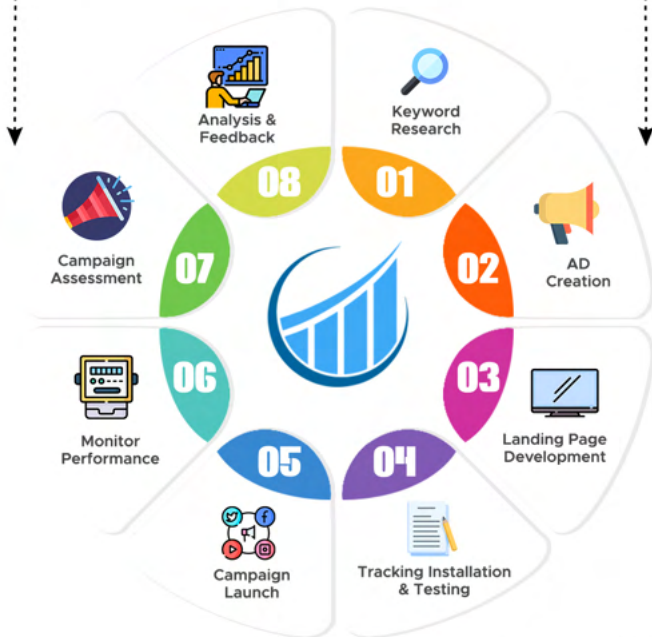 01
Keyword
Research
02
AD
Creation
03
Landing Page
Development
04
Tracking Installation
& Testing
05
Campaign
Launch
06
Monitor
Performance
07
Campaign
Assessment
08
Analysis &
Feedback